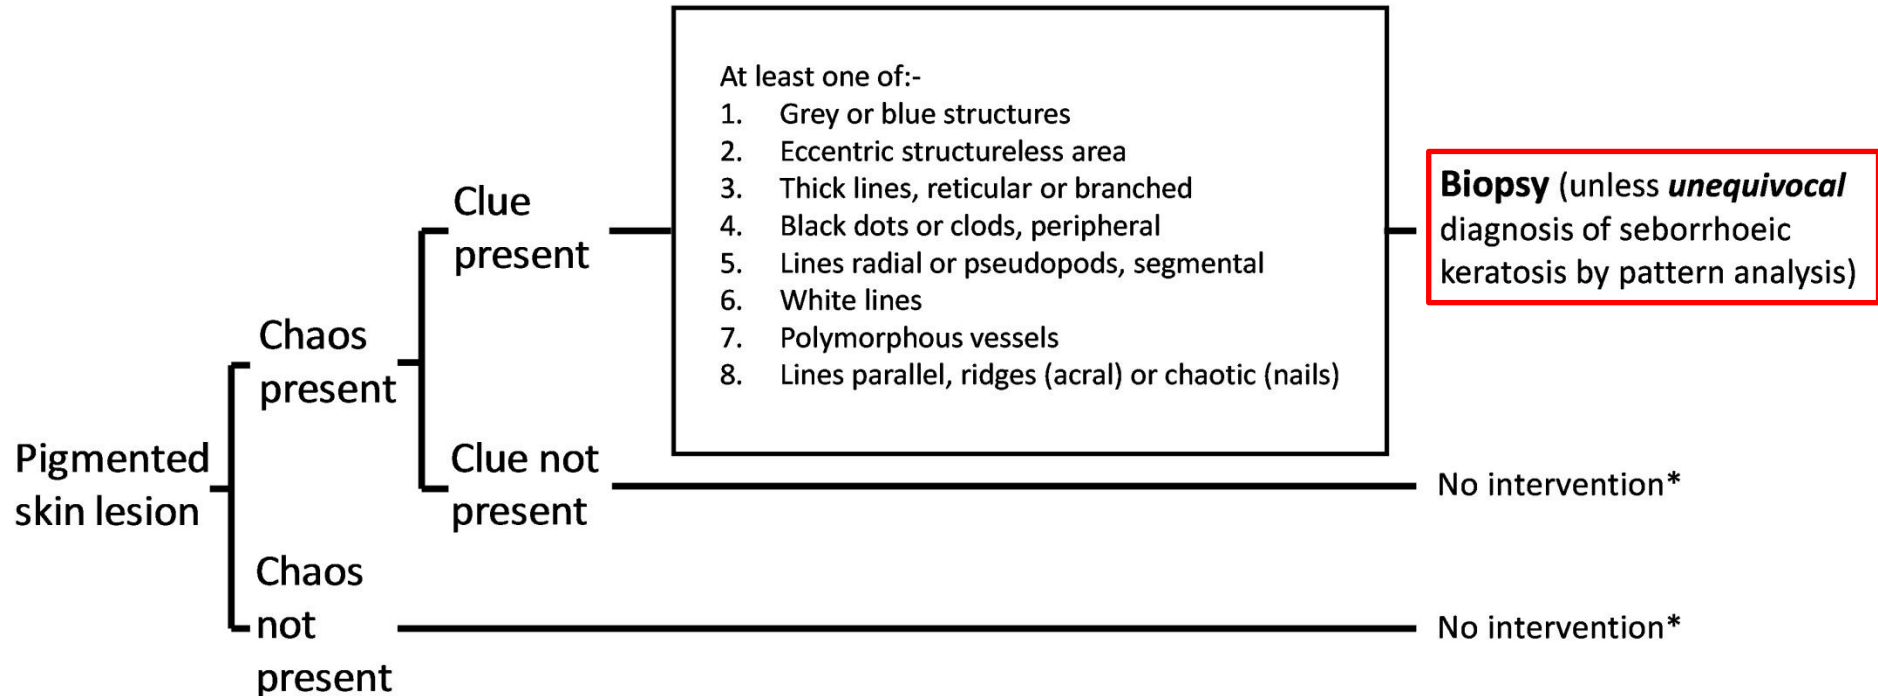 Pigmented
skin lesion
Chaos
present
Clue
present
At least one of:-
1. Grey or blue structures
2. Eccentric structureless area
3. Thick lines, reticular or branched
4. Black dots or clods, peripheral
5. Lines radial or pseudopods, segmental
6. White lines
7. Polymorphous vessels
8. Lines parallel, ridges (acral) or chaotic (nails)
Biopsy (unless unequivocal
diagnosis of seborrhoeic
keratosis by pattern analysis)
Clue not
present
No intervention*
Chaos
not
present
No intervention*